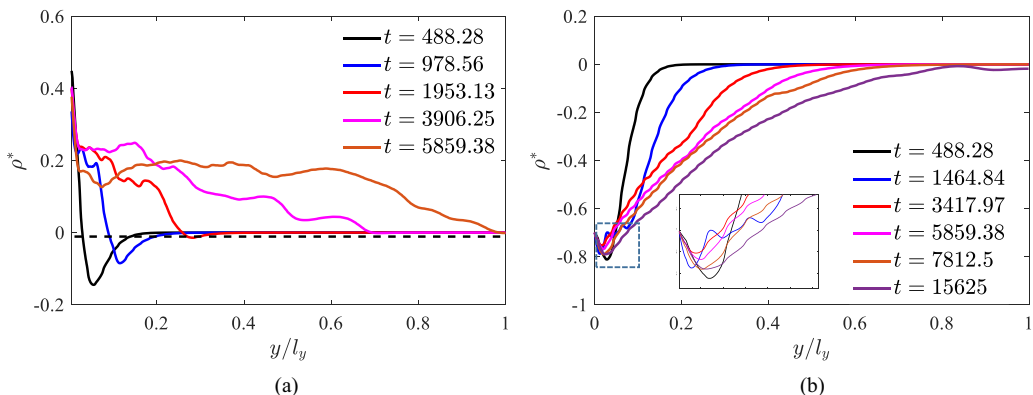 0.6
0.4
0.2
0
-0.2
ρ*
0.2 0.4 0.6 0.8 1
y/l_y
t = 488.28
t = 978.56
t = 1953.13
t = 3906.25
t = 5859.38
(a)
0.2
0
-0.2
-0.4
-0.6
-0.8
-1
ρ*
0 0.2 0.4 0.6 0.8 1
y/l_y
t = 488.28
t = 1464.84
t = 3417.97
t = 5859.38
t = 7812.5
t = 15625
(b)